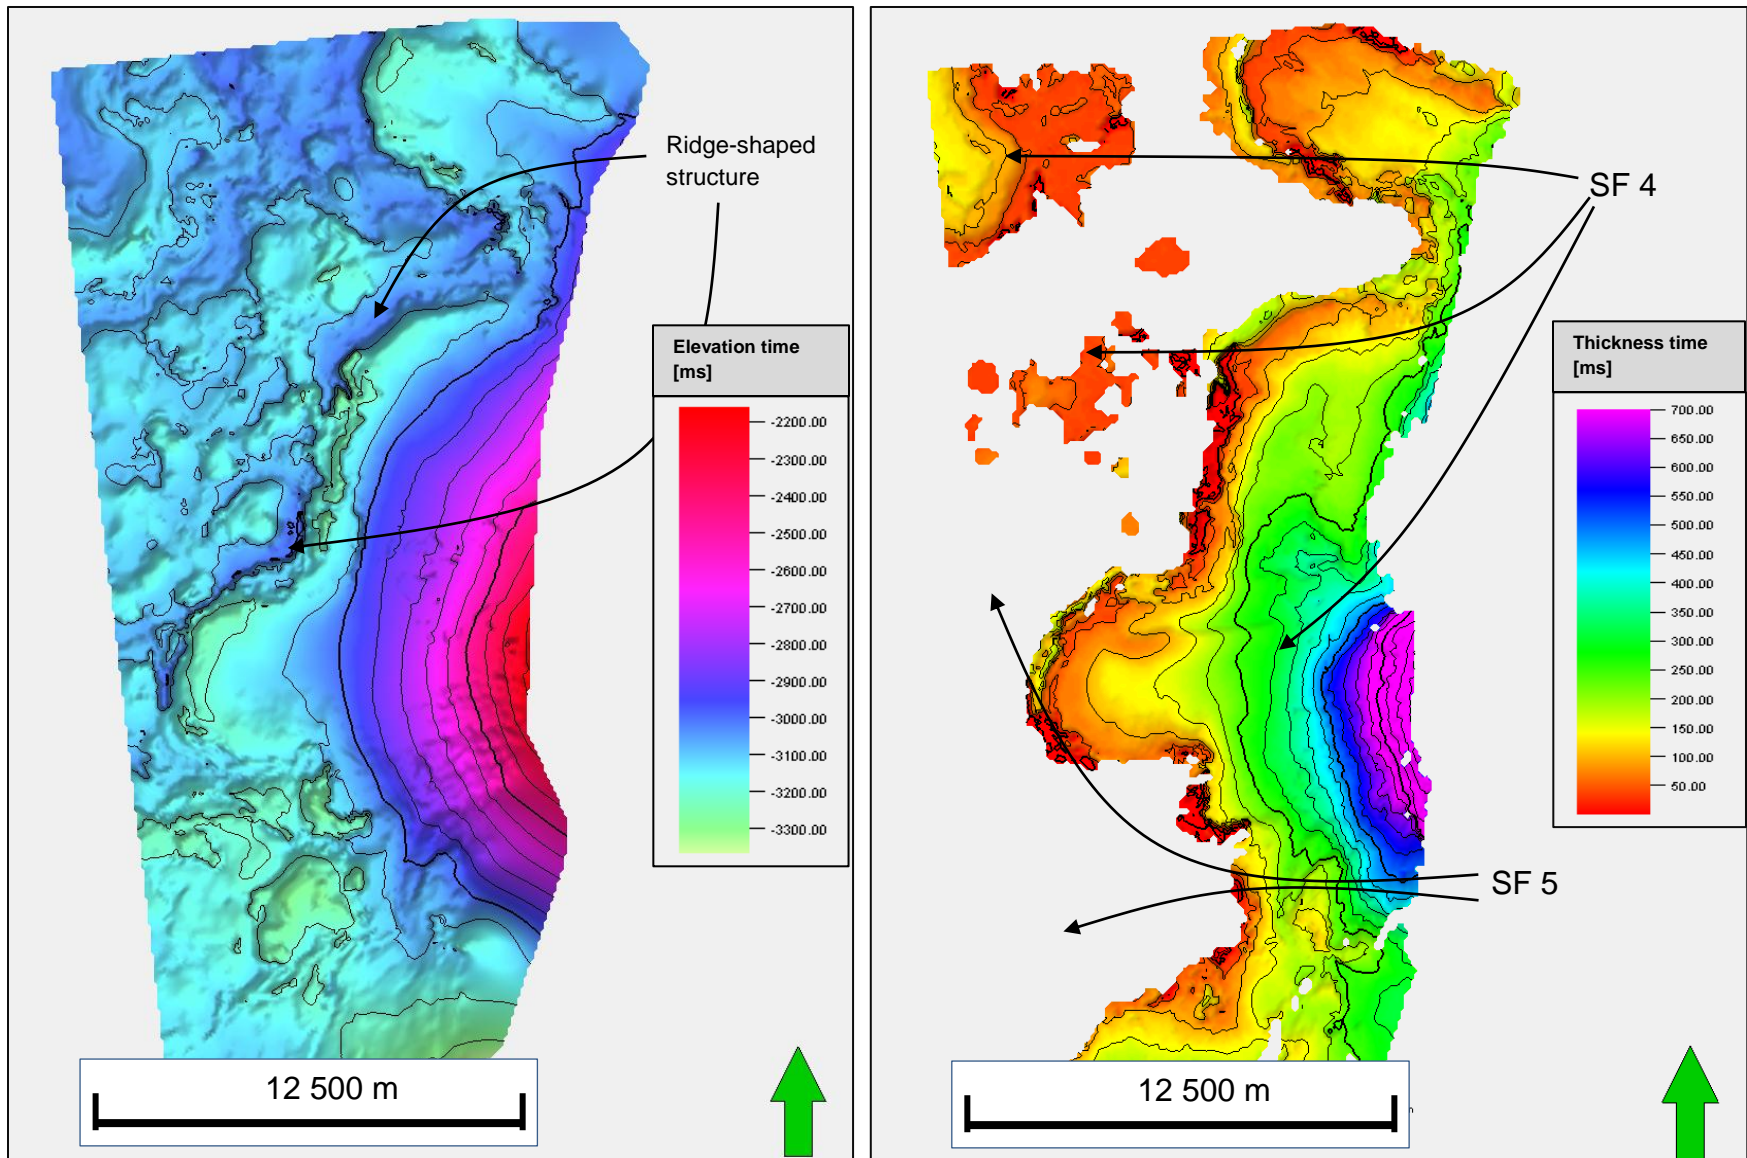 Ridge-shaped
structure
Elevation time
[ms]
-2200.00
-2300.00
-2400.00
-2500.00
-2600.00
-2700.00
-2800.00
-2900.00
-3000.00
-3100.00
-3200.00
-3300.00
12 500 m
SF 4
Thickness time
[ms]
700.00
650.00
600.00
550.00
500.00
450.00
400.00
350.00
300.00
250.00
200.00
150.00
100.00
50.00
SF 5
12 500 m